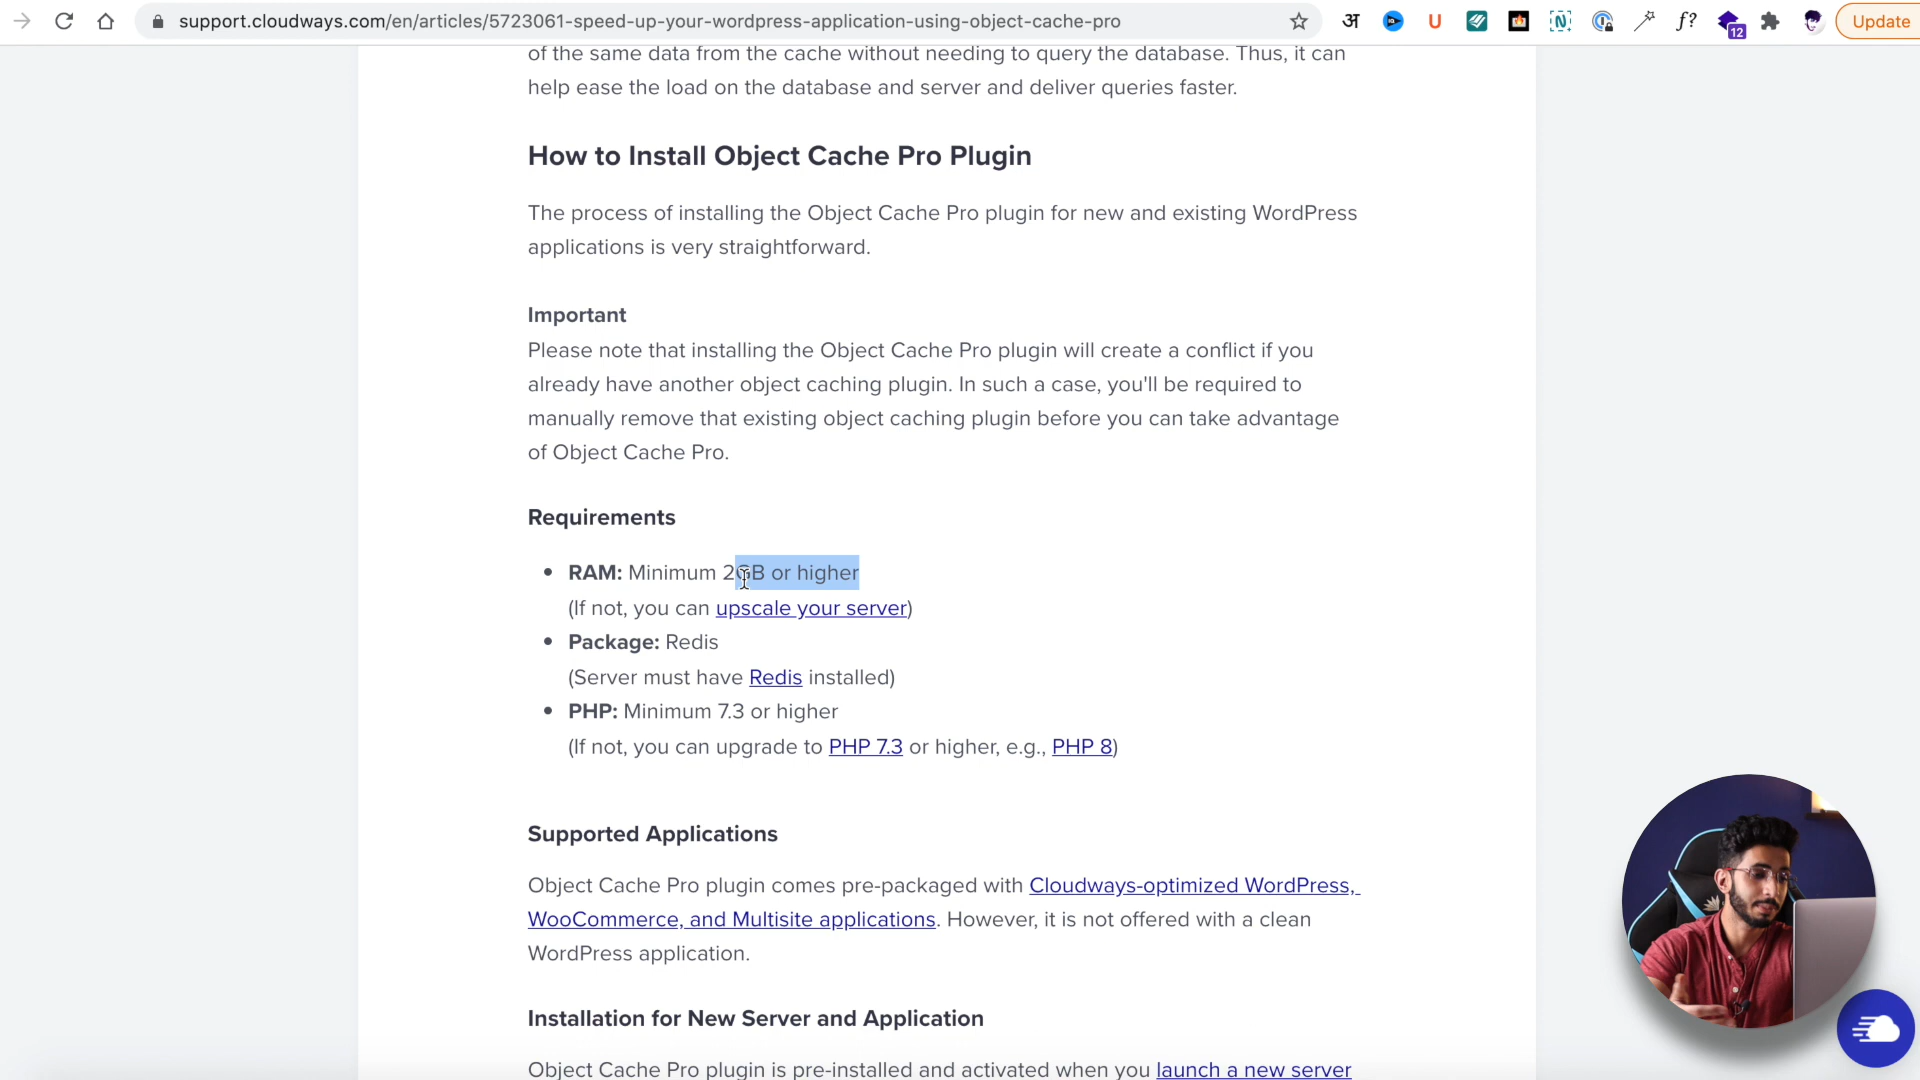 support.cloudways.com/en/articles/5723061-speed-up-your-wordpress-application-using-object-cache-pro
अ
U
N
f?
12
Update
of the same data from the cache without needing to query the database. Thus, it can
help ease the load on the database and server and deliver queries faster.
How to Install Object Cache Pro Plugin
The process of installing the Object Cache Pro plugin for new and existing WordPress
applications is very straightforward.
Important
Please note that installing the Object Cache Pro plugin will create a conflict if you
already have another object caching plugin. In such a case, you'll be required to
manually remove that existing object caching plugin before you can take advantage
of Object Cache Pro.
Requirements
RAM: Minimum 2GB or higher
(If not, you can upscale your server)
Package: Redis
(Server must have Redis installed)
PHP: Minimum 7.3 or higher
(If not, you can upgrade to PHP 7.3 or higher, e.g., PHP 8)
Supported Applications
Object Cache Pro plugin comes pre-packaged with Cloudways-optimized WordPress,
WooCommerce, and Multisite applications. However, it is not offered with a clean
WordPress application.
Installation for New Server and Application
Object Cache Pro plugin is pre-installed and activated when you launch a new server